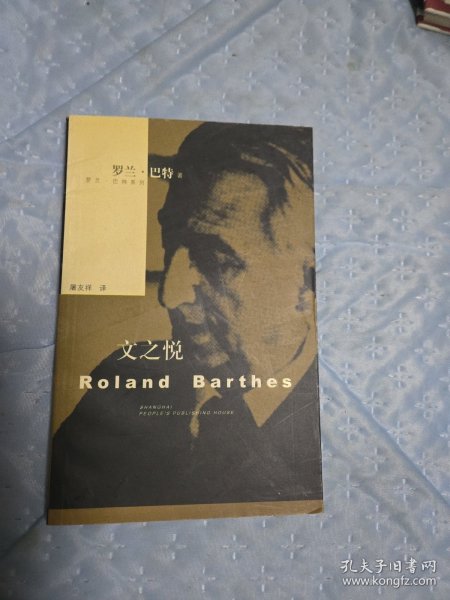 罗兰·巴特 著
罗兰·巴特系列
屠友祥 译
文之悦
Roland Barthes
SHANGHAI
PEOPLE'S PUBLISHING HOUSE
孔夫子旧书网
www.kongfz.com